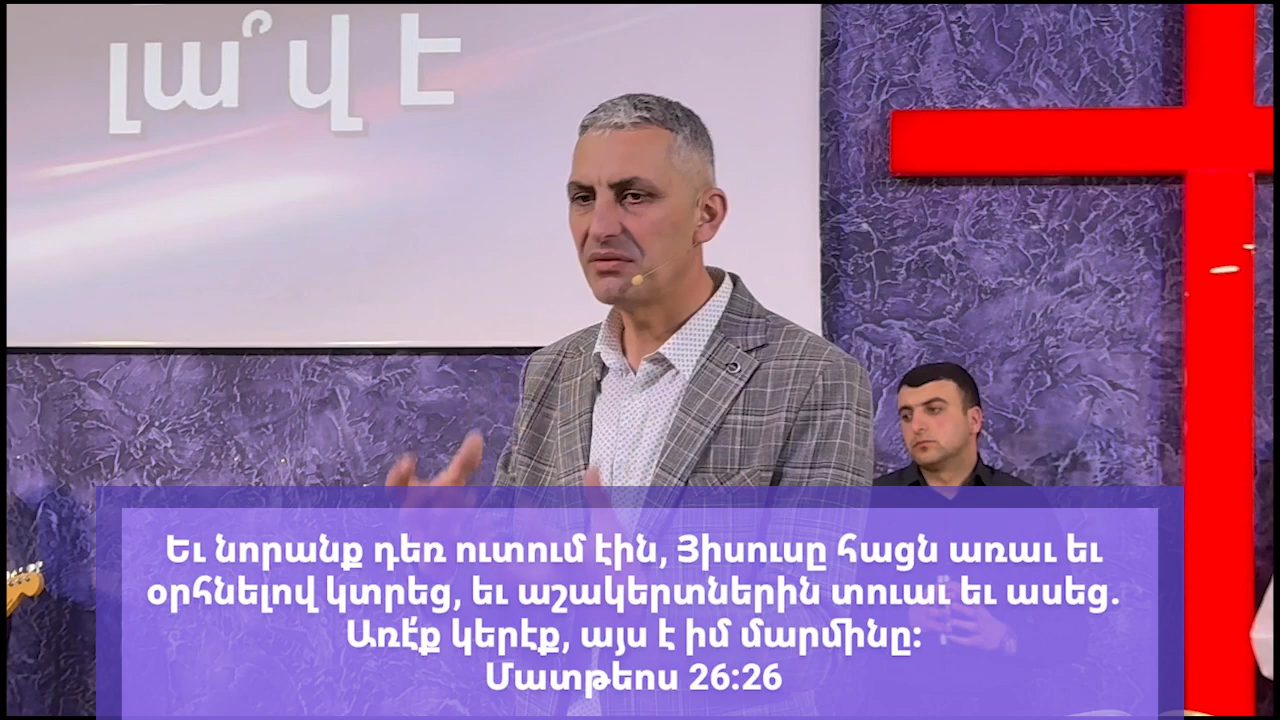 լա՞վ է
Եւ նորանք դեռ ուտում էին, Յիսուսը հացն առաւ եւ
օրհնելով կտրեց, եւ աշակերտներին տուաւ եւ ասեց.
Առէ՛ք կերէք, այս է իմ մարմինը։
Մատթեոս 26:26